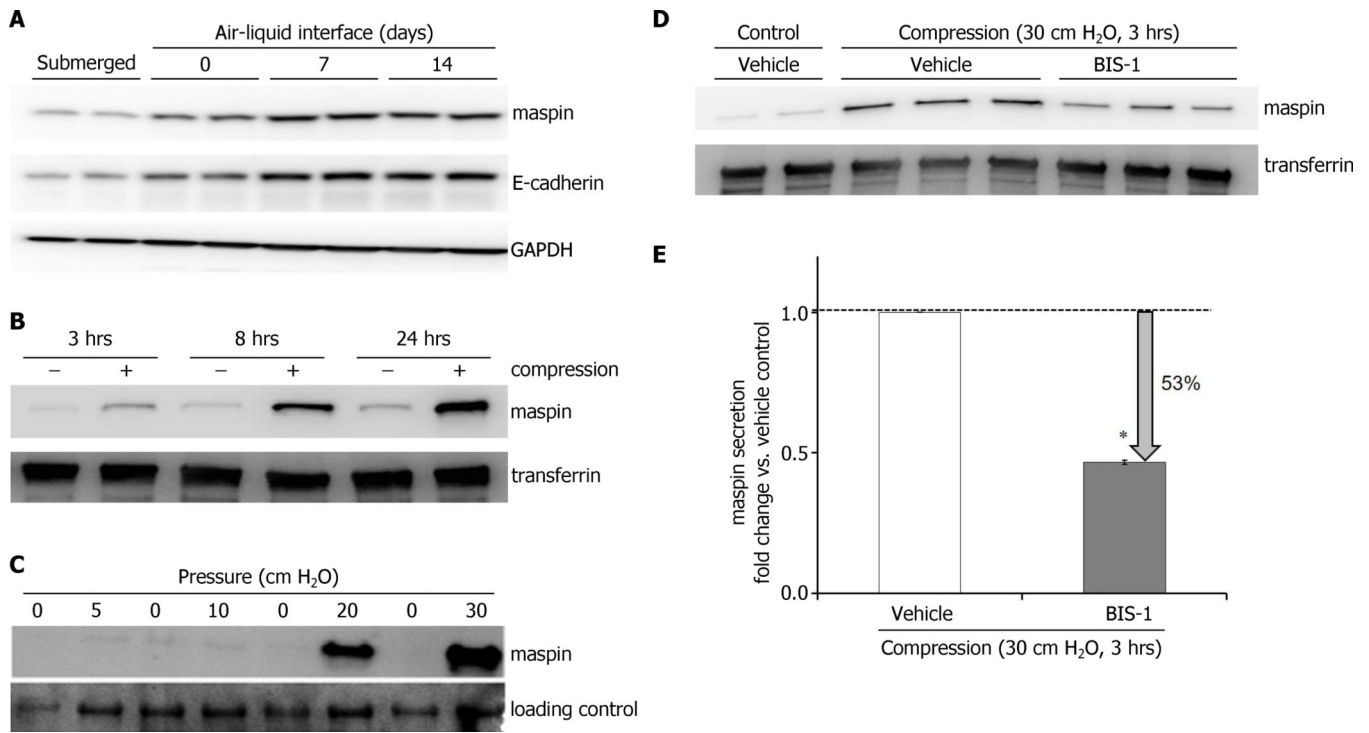 A
Air-liquid interface (days)
Submerged 0 7 14
maspin
E-cadherin
GAPDH
B
3 hrs 8 hrs 24 hrs
– + – + – + compression
maspin
transferrin
C
Pressure (cm H₂O)
0 5 0 10 0 20 0 30
maspin
loading control
D
Control Compression (30 cm H₂O, 3 hrs)
Vehicle Vehicle BIS-1
maspin
transferrin
E
maspin secretion
fold change vs. vehicle control
1.0
0.5
0.0
53%
*
Vehicle BIS-1
Compression (30 cm H₂O, 3 hrs)